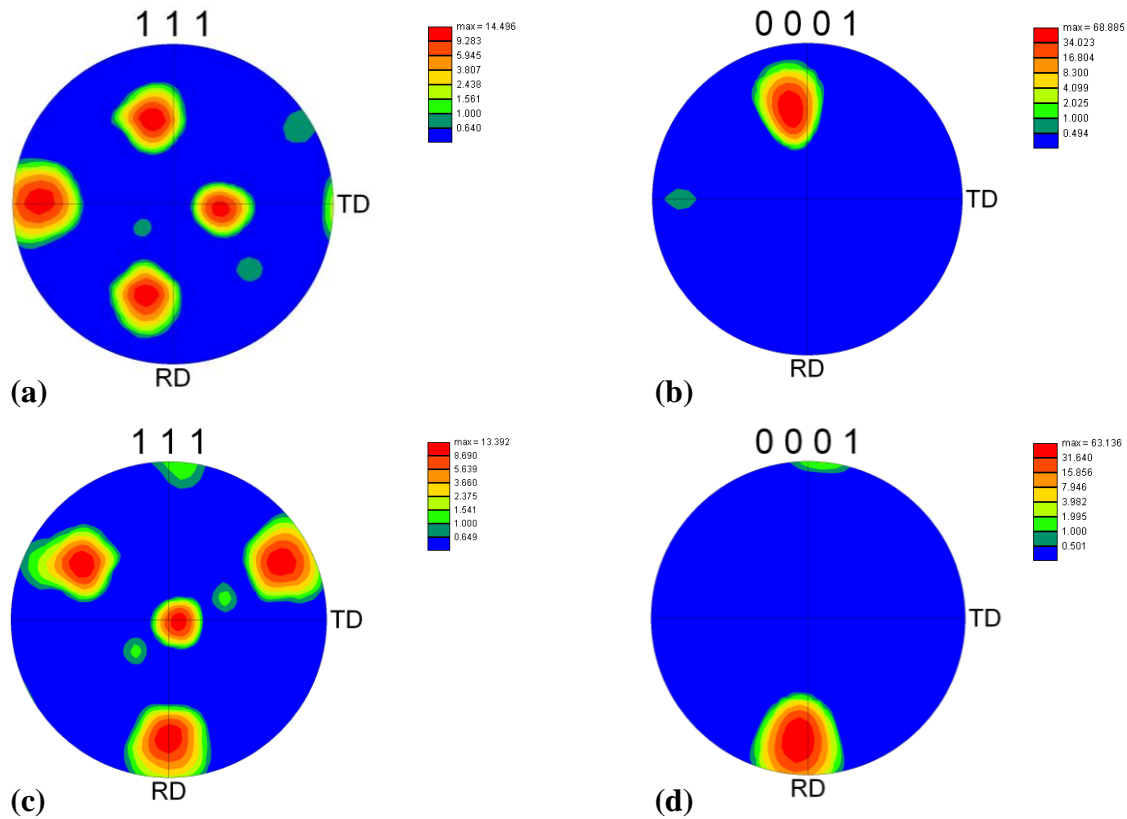 1 1 1
max = 14.496
9.283
5.945
3.807
2.438
1.561
1.000
0.640
TD
RD
(a)
0 0 0 1
max = 68.885
34.023
16.804
8.300
4.099
2.025
1.000
0.494
TD
RD
(b)
1 1 1
max = 13.392
8.690
5.639
3.660
2.375
1.541
1.000
0.649
TD
RD
(c)
0 0 0 1
max = 63.136
31.640
15.856
7.946
3.982
1.995
1.000
0.501
TD
RD
(d)